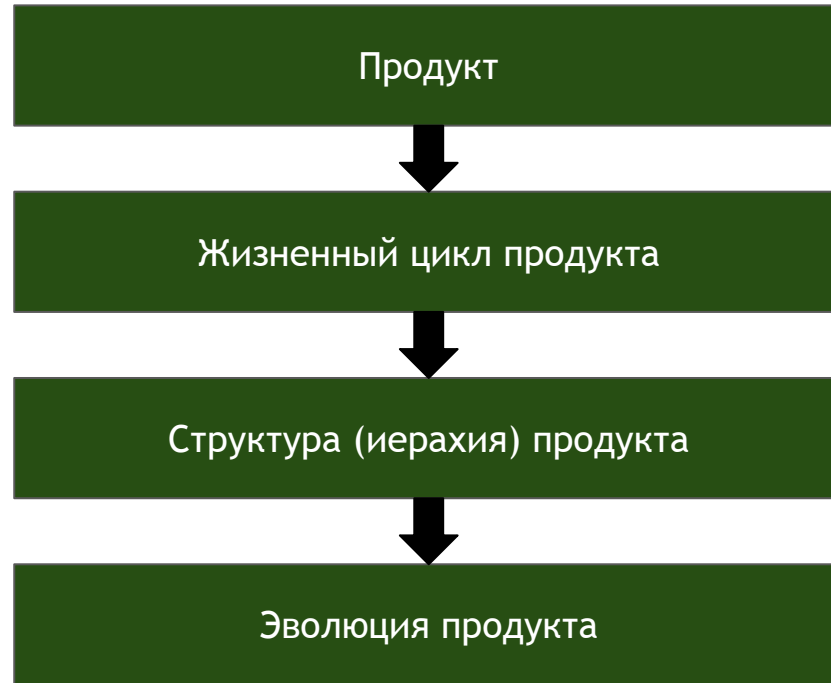 Продукт
Жизненный цикл продукта
Структура (иерахия) продукта
Эволюция продукта